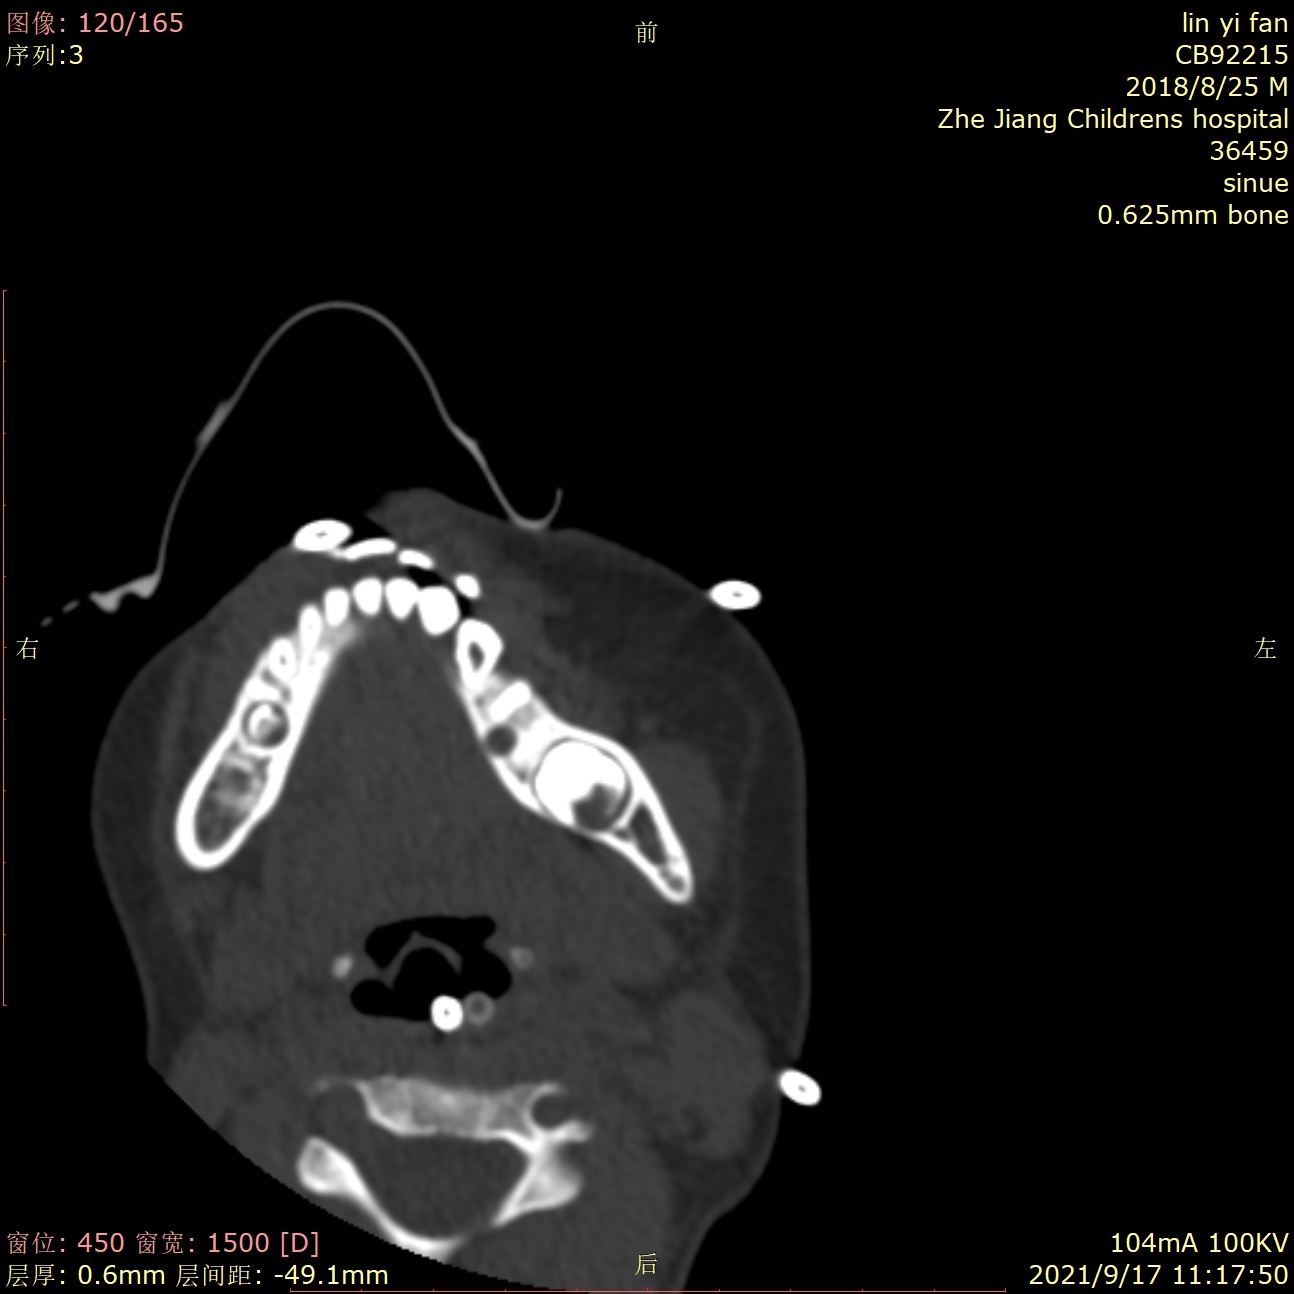 图像: 120/165
序列:3
前
lin yi fan
CB92215
2018/8/25 M
Zhe Jiang Childrens hospital
36459
sinue
0.625mm bone
右
左
窗位: 450 窗宽: 1500 [D]
层厚: 0.6mm 层间距: -49.1mm
后
104mA 100KV
2021/9/17 11:17:50